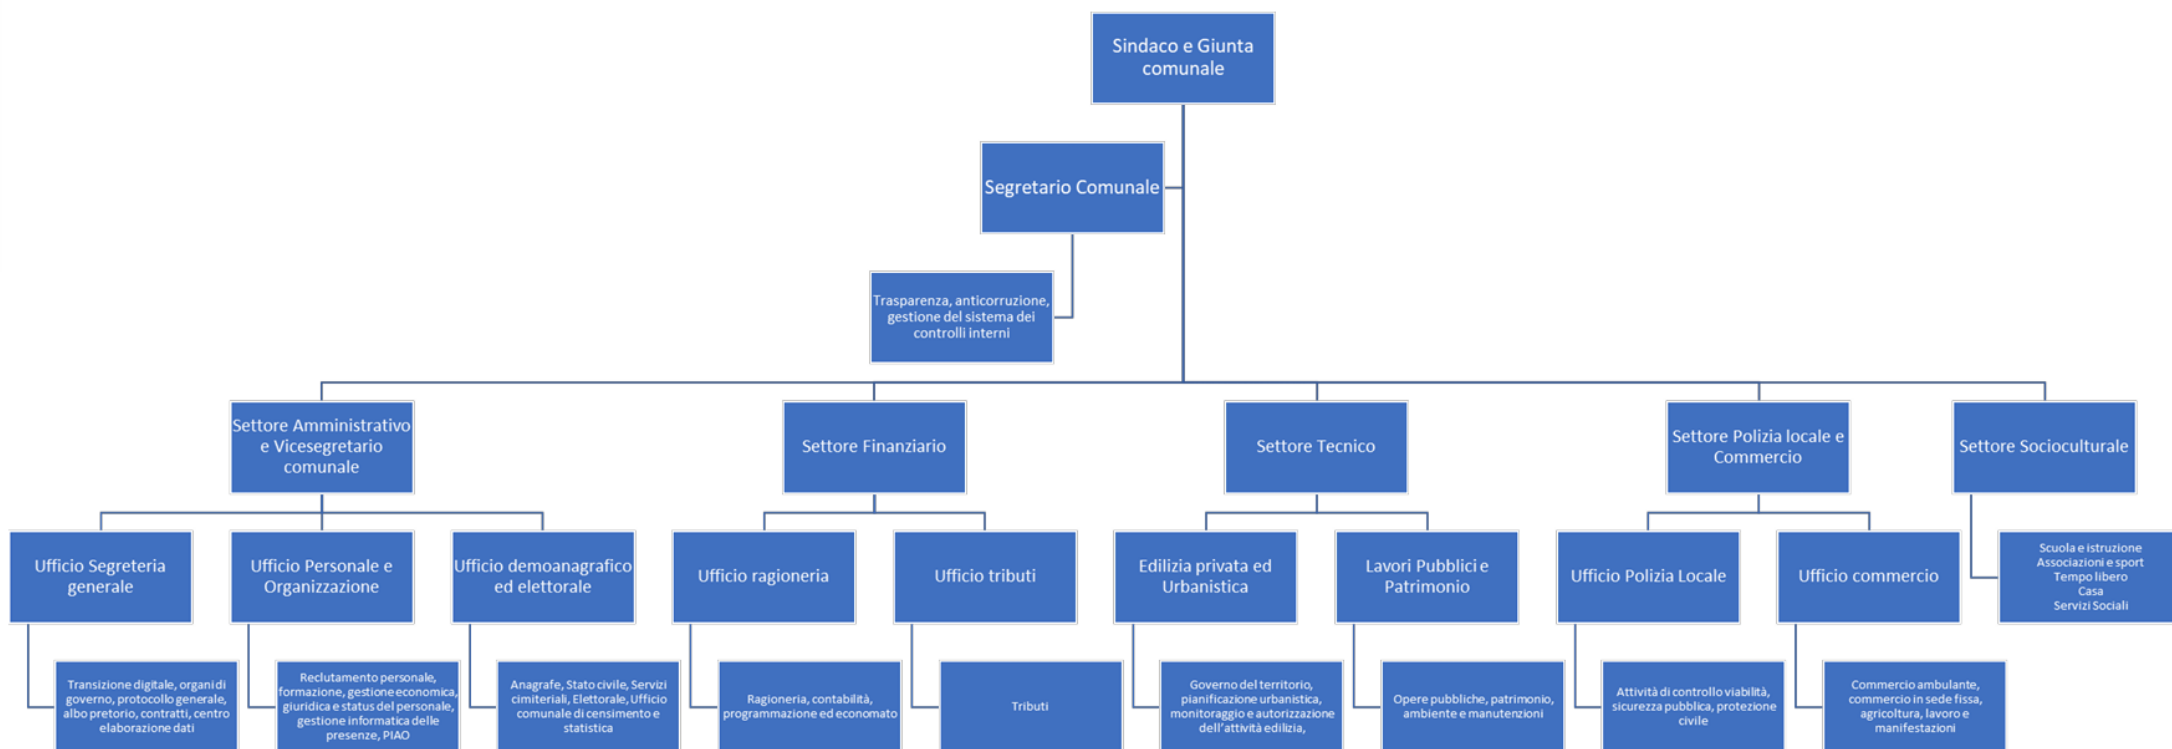 Sindaco e Giunta
comunale
Segretario Comunale
Trasparenza, anticorruzione,
gestione del sistema dei
controlli interni
Settore Amministrativo
e Vicesegretario
comunale
Settore Finanziario
Settore Tecnico
Settore Polizia locale e
Commercio
Settore Socioculturale
Ufficio Segreteria
generale
Ufficio Personale e
Organizzazione
Ufficio demoanagrafico
ed elettorale
Ufficio ragioneria
Ufficio tributi
Edilizia privata ed
Urbanistica
Lavori Pubblici e
Patrimonio
Ufficio Polizia Locale
Ufficio commercio
Scuola e istruzione
Associazioni e sport
Tempo libero
Casa
Servizi Sociali
Transizione digitale, organi di
governo, protocollo generale,
albo pretorio, contratti, centro
elaborazione dati
Reclutamento personale,
formazione, gestione economica,
giuridica e status del personale,
gestione informatica delle
presenze, PIAO
Anagrafe, Stato civile, Servizi
cimiteriali, Elettorale, Ufficio
comunale di censimento e
statistica
Ragioneria, contabilità,
programmazione ed economato
Tributi
Governo del territorio,
pianificazione urbanistica,
monitoraggio e autorizzazione
dell'attività edilizia,
Opere pubbliche, patrimonio,
ambiente e manutenzioni
Attività di controllo viabilità,
sicurezza pubblica, protezione
civile
Commercio ambulante,
commercio in sede fissa,
agricoltura, lavoro e
manifestazioni